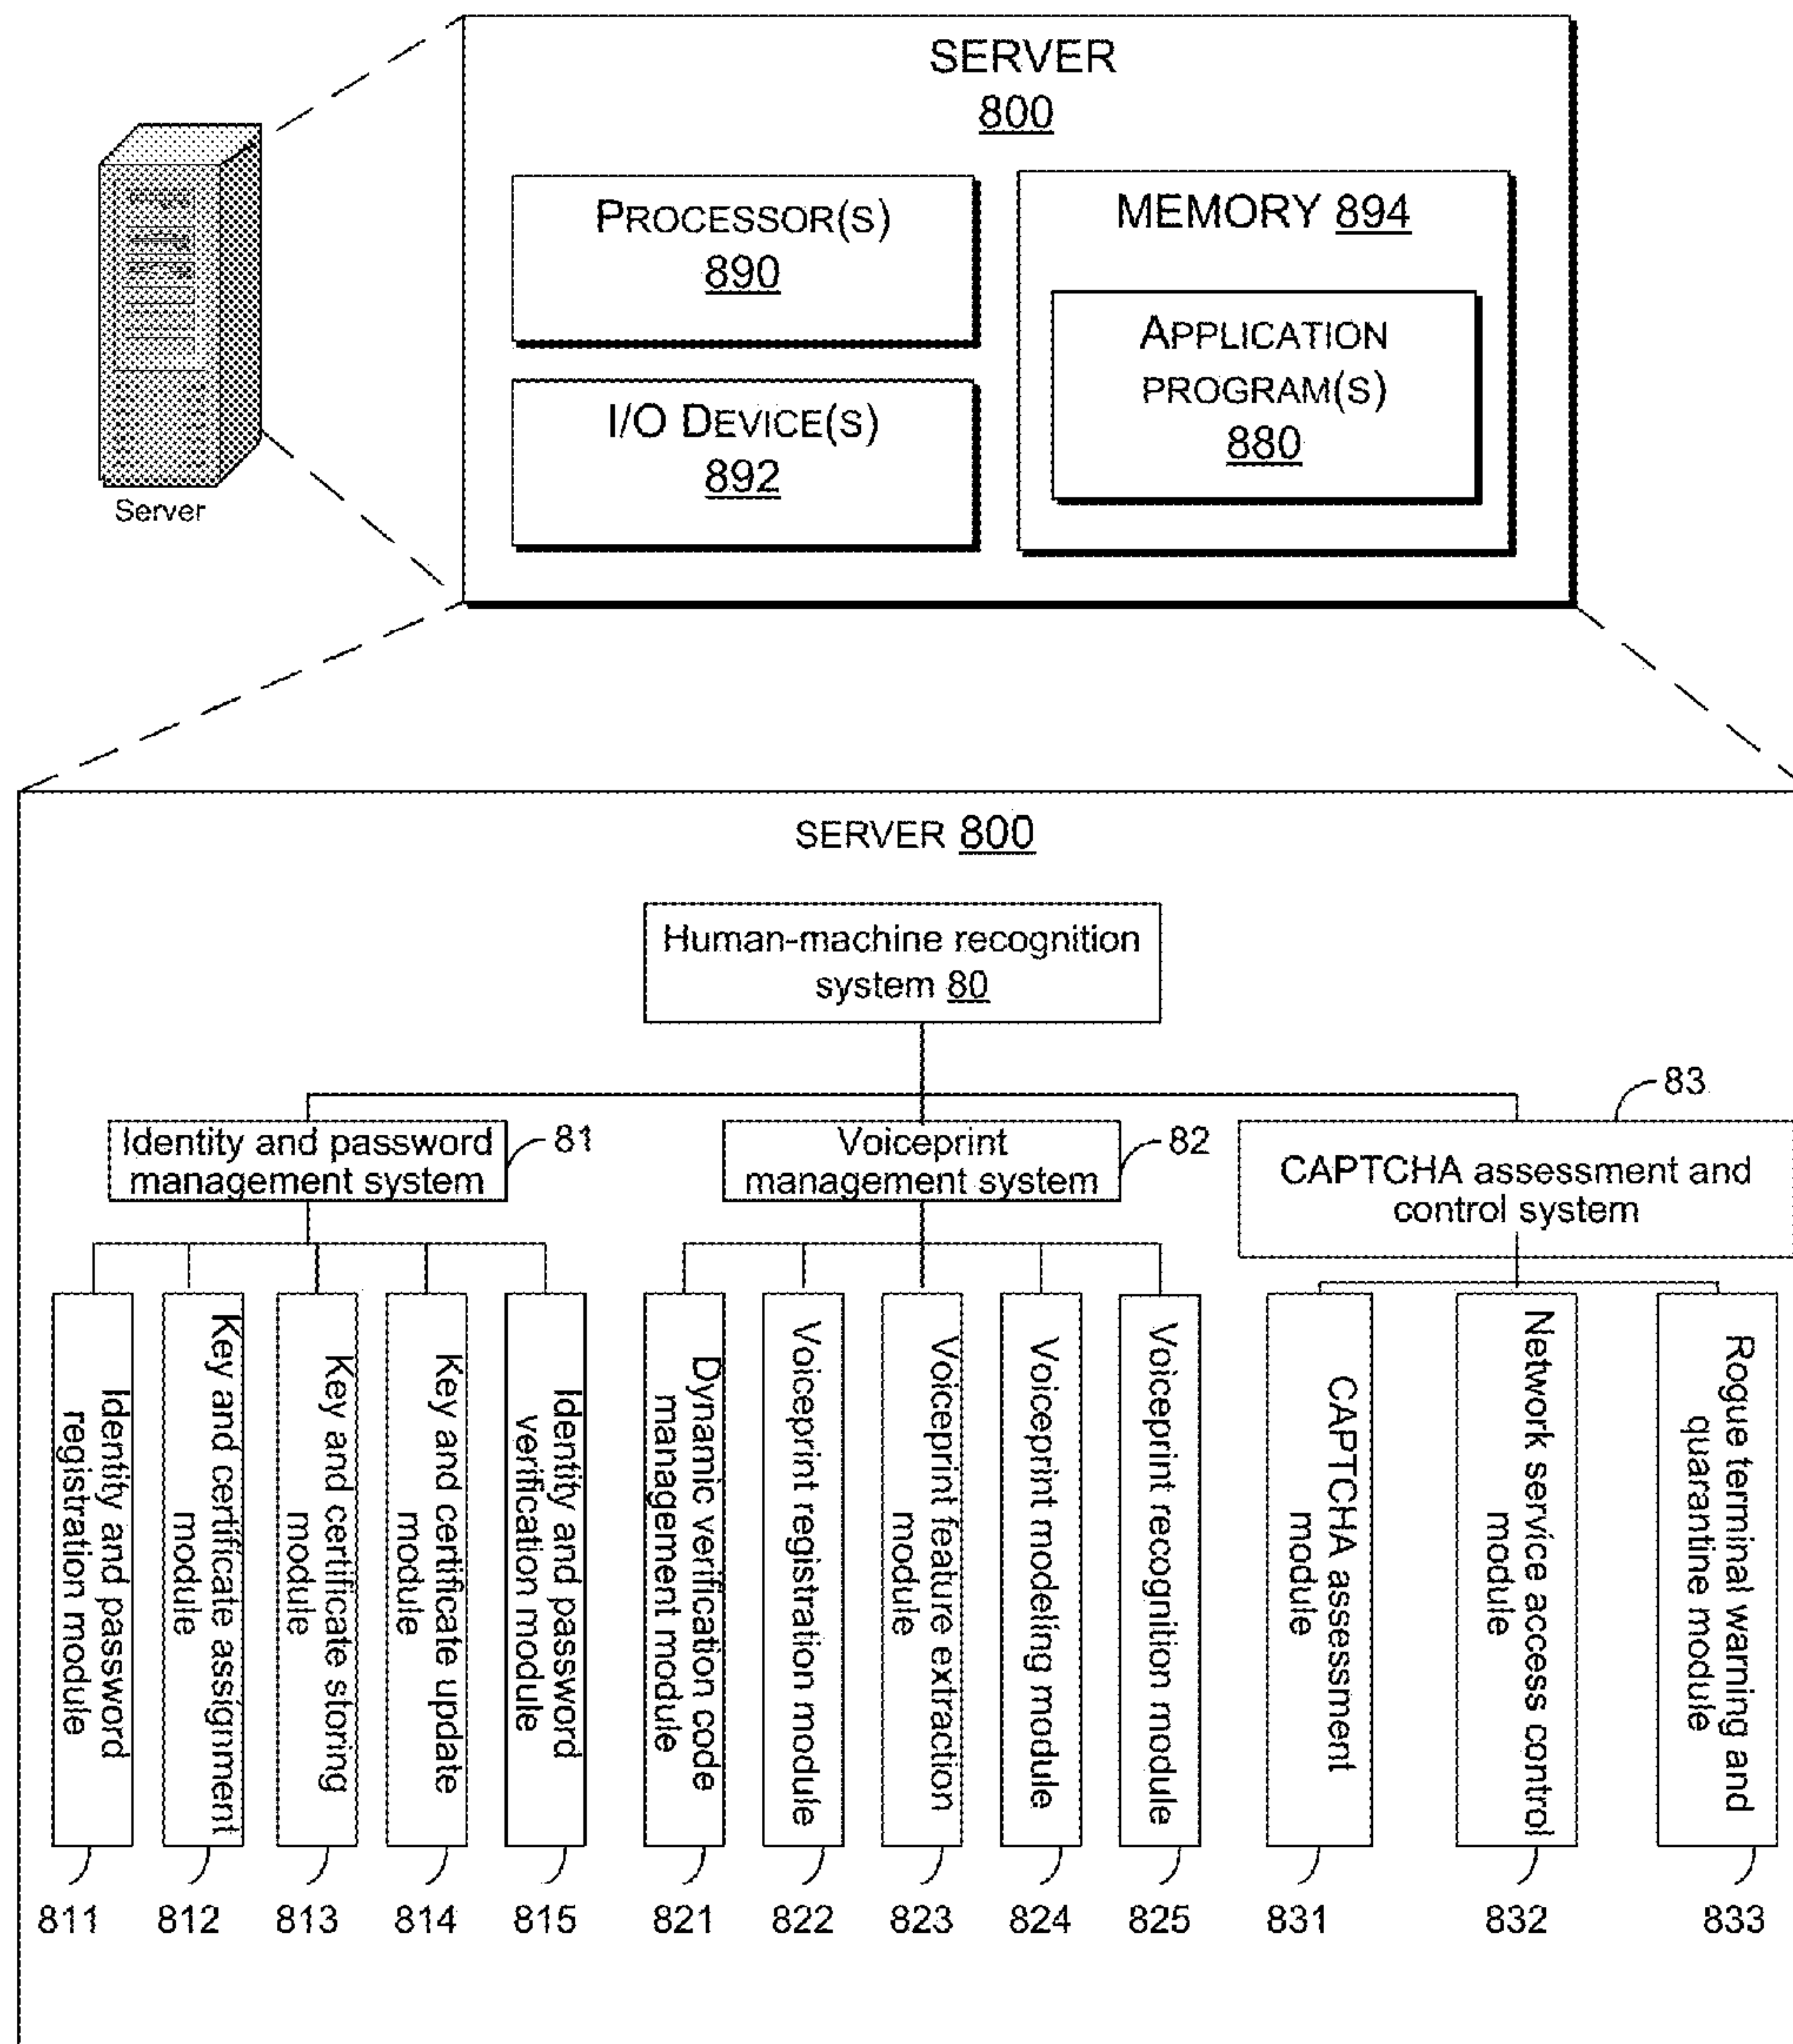 SERVER
800
PROCESSOR(S)
890
MEMORY 894
APPLICATION
PROGRAM(S)
880
I/O DEVICE(S)
892
Server
SERVER 800
Human-machine recognition
system 80
83
Identity and password
management system
81
Voiceprint
management system
82
CAPTCHA assessment and
control system
Identity and password
registration module
Key and certificate assignment
module
Key and certificate storing
module
Key and certificate update
module
Identity and password
verification module
Dynamic verification code
management module
Voiceprint registration module
Voiceprint feature extraction
module
Voiceprint modeling module
Voiceprint recognition module
CAPTCHA assessment
module
Network service access control
module
Rogue terminal warning and
quarantine module
811
812
813
814
815
821
822
823
824
825
831
832
833